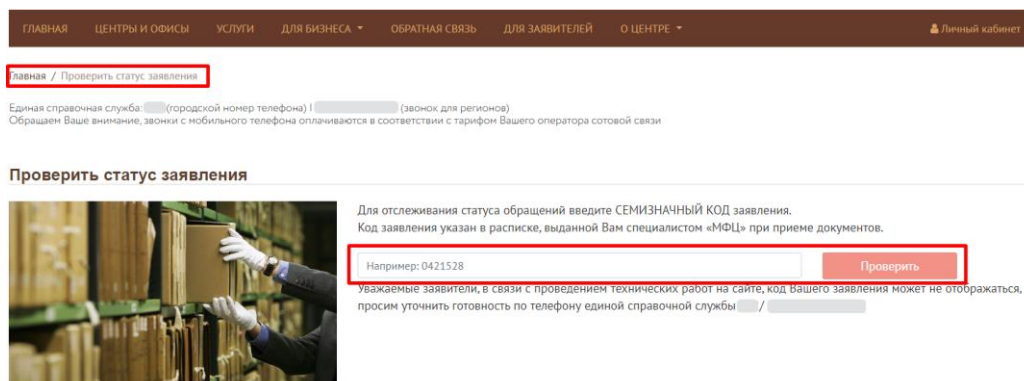 ГЛАВНАЯ ЦЕНТРЫ И ОФИСЫ УСЛУГИ ДЛЯ БИЗНЕСА ОБРАТНАЯ СВЯЗЬ ДЛЯ ЗАЯВИТЕЛЕЙ О ЦЕНТРЕ Личный кабинет
Главная / Проверить статус заявления
Единая справочная служба: (городской номер телефона) | (звонок для регионов)
Обращаем Ваше внимание, звонки с мобильного телефона оплачиваются в соответствии с тарифом Вашего оператора сотовой связи
Проверить статус заявления
Для отслеживания статуса обращений введите СЕМИЗНАЧНЫЙ КОД заявления.
Код заявления указан в расписке, выданной Вам специалистом «МФЦ» при приеме документов.
Например: 0421528 Проверить
Уважаемые заявители, в связи с проведением технических работ на сайте, код Вашего заявления может не отображаться,
просим уточнить готовность по телефону единой справочной службы /